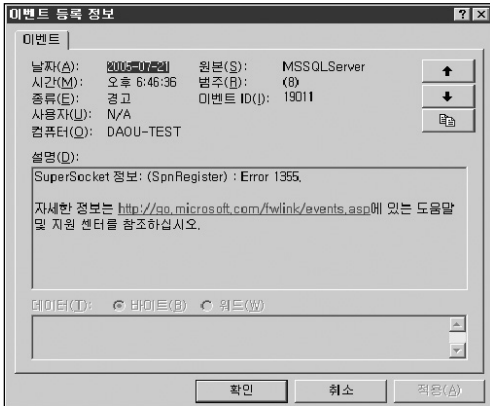 이벤트 등록 정보
이벤트
날짜(A): 2005-07-21 원본(S): MSSQLServer
시간(M): 오후 6:46:36 범주(R): (8)
종류(E): 경고 이벤트 ID(I): 19011
사용자(U): N/A
컴퓨터(O): DAOU-TEST
설명(D):
SuperSocket 정보: (SpnRegister) : Error 1355.
자세한 정보는 http://go.microsoft.com/fwlink/events.asp에 있는 도움말
및 지원 센터를 참조하십시오.
데이터(T): 바이트(B) 워드(W)
확인 취소 적용(A)